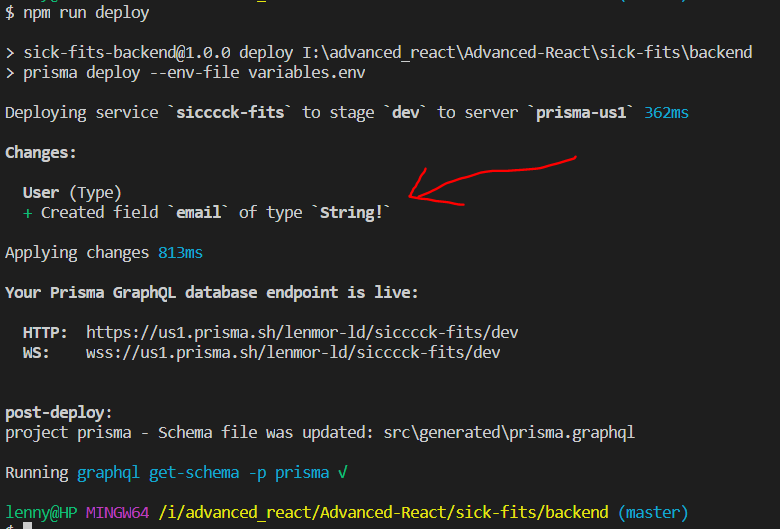 $ npm run deploy
> sick-fits-backend@1.0.0 deploy I:\advanced_react\Advanced-React\sick-fits\backend
> prisma deploy --env-file variables.env
Deploying service `sicccck-fits` to stage `dev` to server `prisma-us1` 362ms
Changes:
User (Type)
+ Created field `email` of type `String!`
Applying changes 813ms
Your Prisma GraphQL database endpoint is live:
HTTP: https://us1.prisma.sh/lenmor-ld/sicccck-fits/dev
WS: wss://us1.prisma.sh/lenmor-ld/sicccck-fits/dev
post-deploy:
project prisma - Schema file was updated: src\generated\prisma.graphql
Running graphql get-schema -p prisma √
lenny@HP MINGW64 /i/advanced_react/Advanced-React/sick-fits/backend (master)